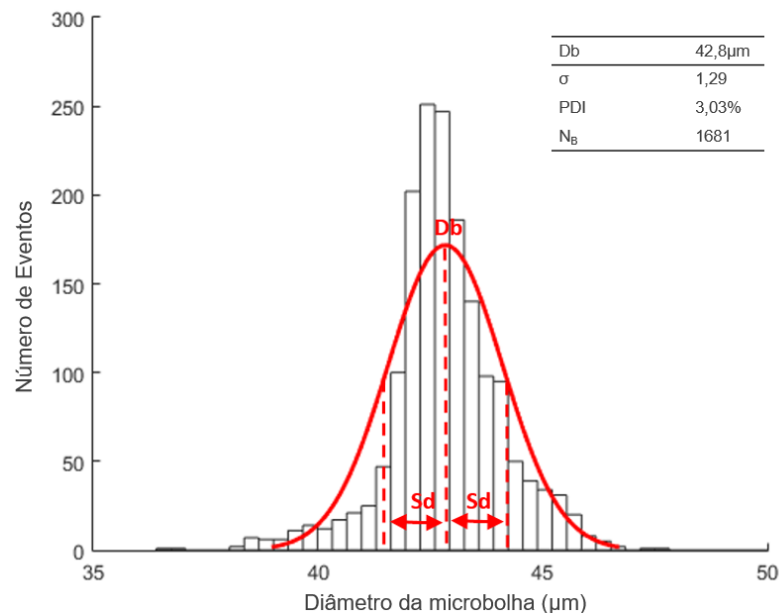 300
250
200
150
100
50
0
Número de Eventos
Db 42,8µm
σ 1,29
PDI 3,03%
N_B 1681
Db
Sd Sd
35 40 45 50
Diâmetro da microbolha (µm)